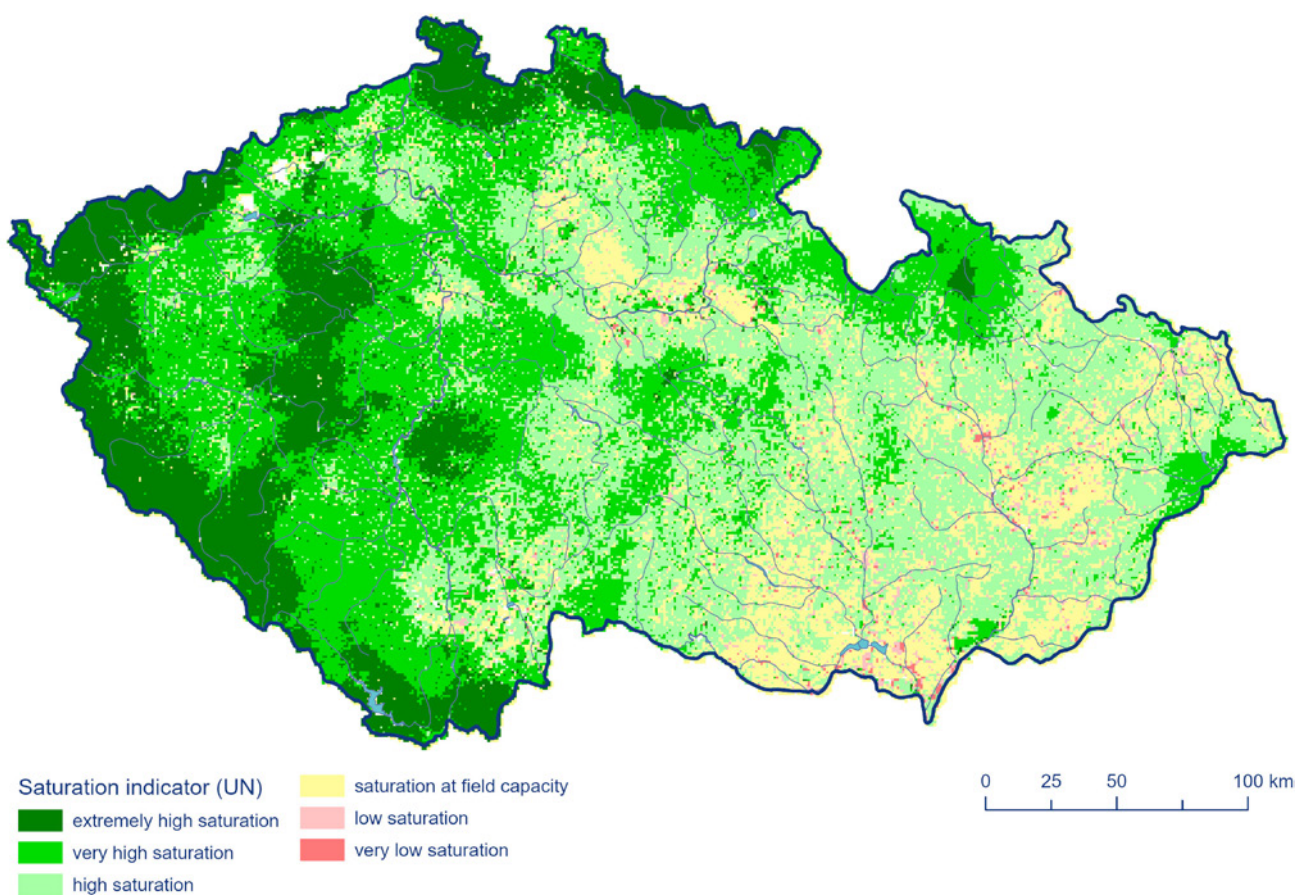 Saturation indicator (UN)
extremely high saturation
very high saturation
high saturation
saturation at field capacity
low saturation
very low saturation
0 25 50 100 km